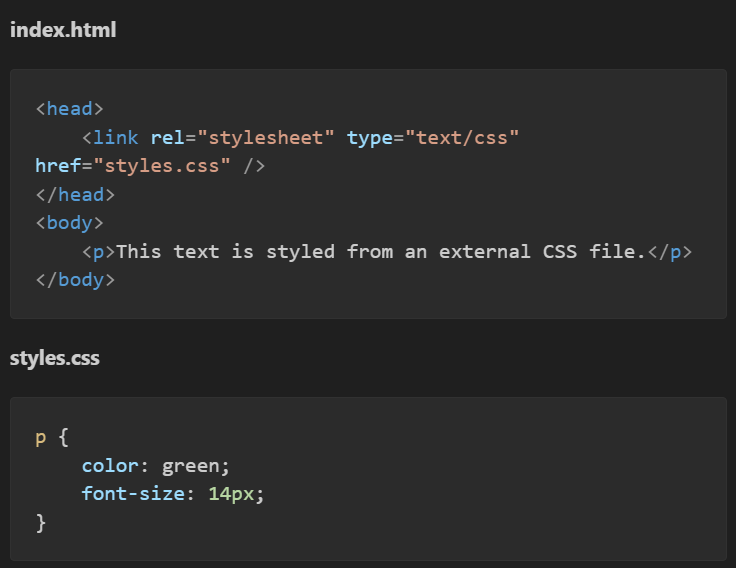 index.html
<head>
    <link rel="stylesheet" type="text/css"
href="styles.css" />
</head>
<body>
    <p>This text is styled from an external CSS file.</p>
</body>
styles.css
p {
    color: green;
    font-size: 14px;
}